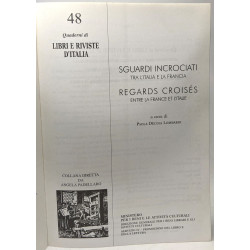 48
Quaderni di
LIBRI E RIVISTE
D'ITALIA
SGUARDI INCROCIATI
TRA L'ITALIA E LA FRANCIA
REGARDS CROISÉS
ENTRE LA FRANCE ET L'ITALIE
a cura di
COLLANA DIRETTA
DA
ANGELA PADELLARO
MINISTERO
PER I BENI E LE ATTIVITÀ CULTURALI